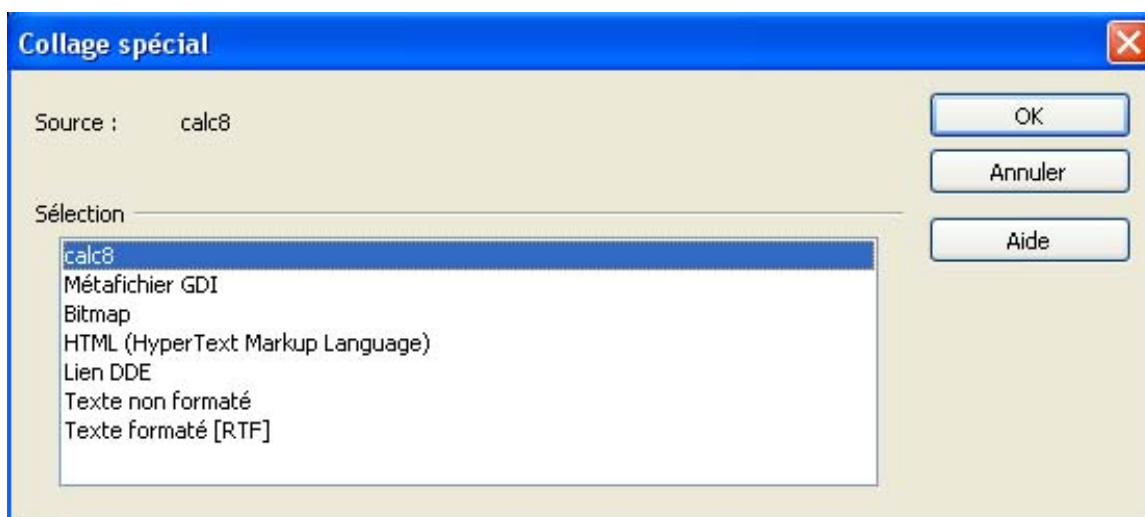 Collage spécial
Source : calc8
OK
Annuler
Aide
Sélection
calc8
Métafichier GDI
Bitmap
HTML (HyperText Markup Language)
Lien DDE
Texte non formaté
Texte formaté [RTF]